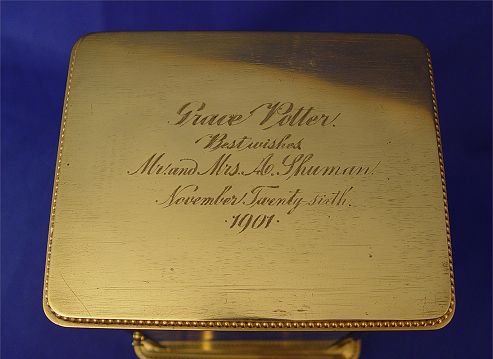 Grace Potter.
Best wishes
Mr. and Mrs. A. Shuman.
November Twenty-sixth.
·1901·